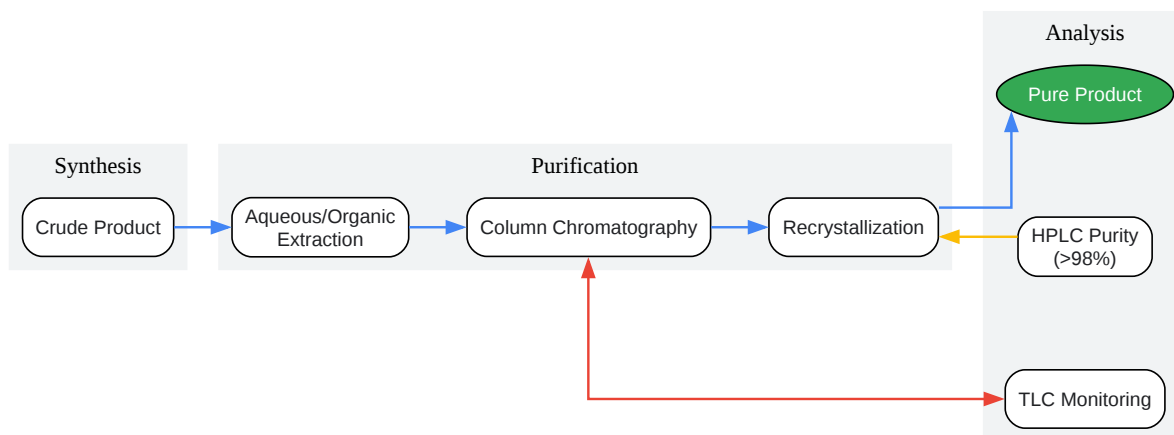 Analysis
Pure Product
Synthesis
Purification
Crude Product
Aqueous/Organic
Extraction
Column Chromatography
Recrystallization
HPLC Purity
(>98%)
TLC Monitoring